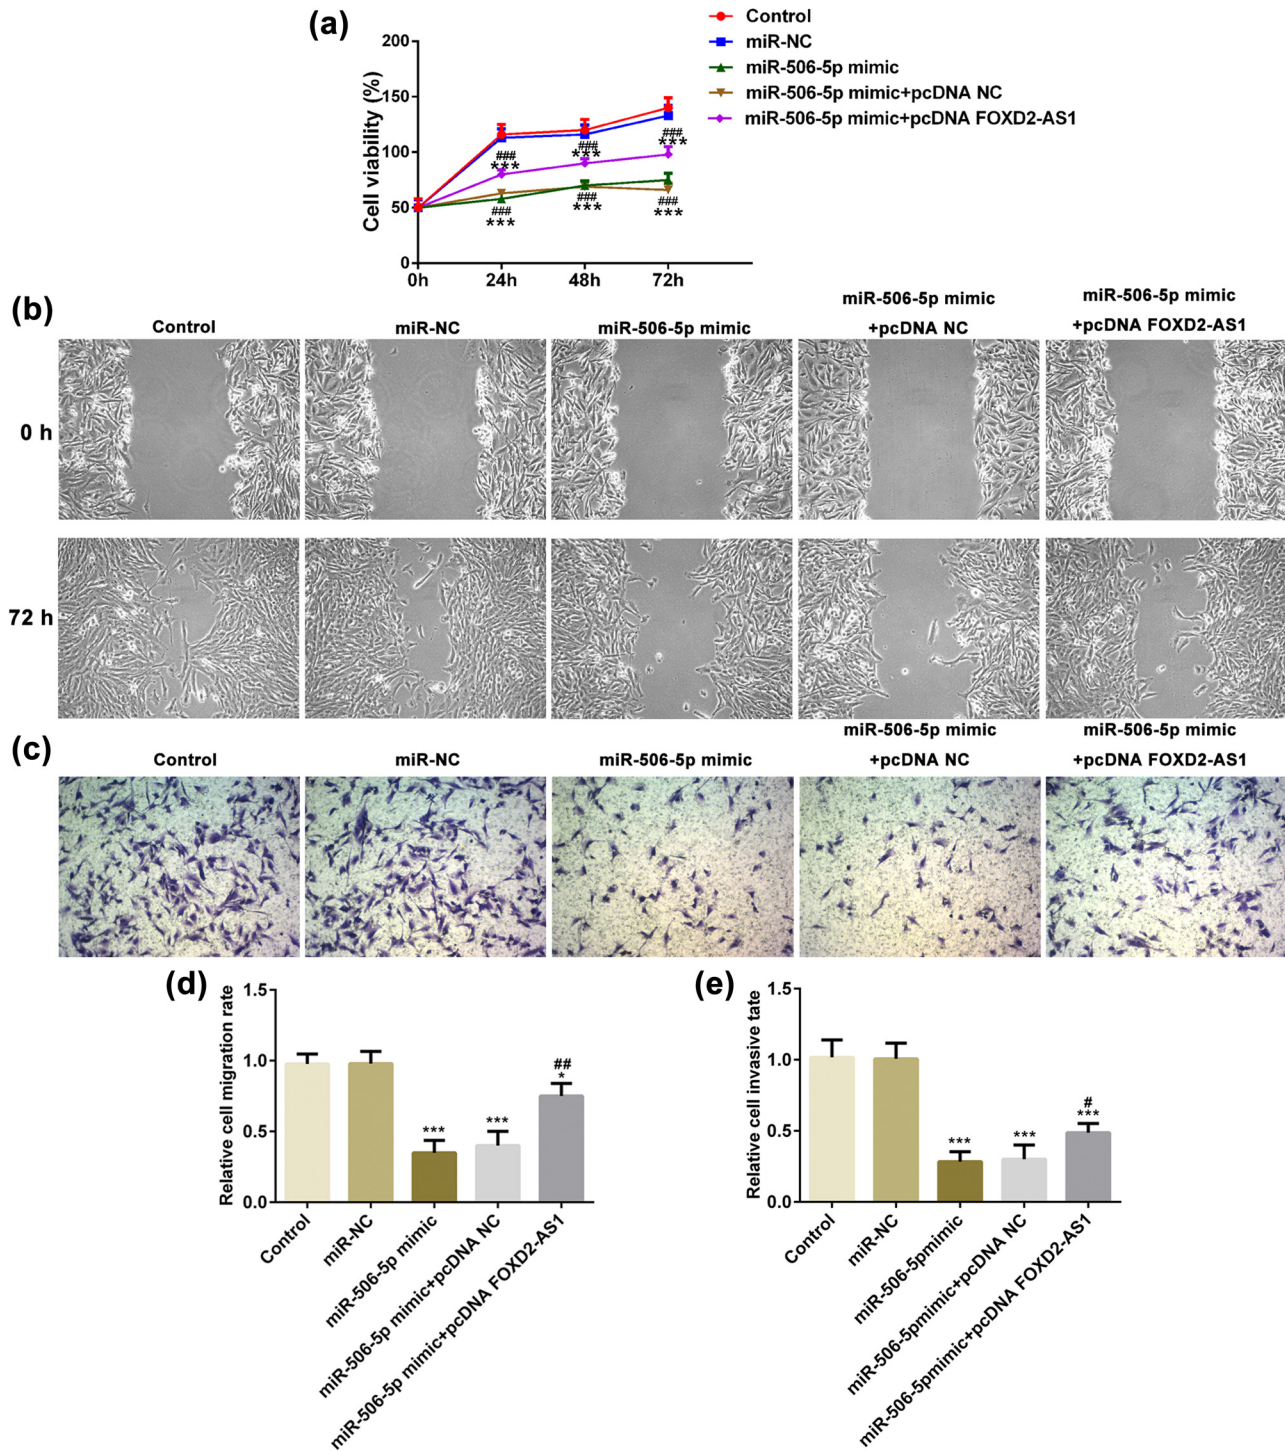 (a)
Control
miR-NC
miR-506-5p mimic
miR-506-5p mimic+pcDNA NC
miR-506-5p mimic+pcDNA FOXD2-AS1
Cell viability (%)
200
150
100
50
0
### ### ###
*** *** ***
### ### ###
*** *** ***
0h 24h 48h 72h
(b)
Control miR-NC miR-506-5p mimic miR-506-5p mimic +pcDNA NC miR-506-5p mimic +pcDNA FOXD2-AS1
0 h
72 h
(c)
Control miR-NC miR-506-5p mimic miR-506-5p mimic +pcDNA NC miR-506-5p mimic +pcDNA FOXD2-AS1
(d)
Relative cell migration rate
1.5
1.0
0.5
0.0
***
***
##
*
Control
miR-NC
miR-506-5p mimic
miR-506-5p mimic+pcDNA NC
miR-506-5p mimic+pcDNA FOXD2-AS1
(e)
Relative cell invasive tate
1.5
1.0
0.5
0.0
***
***
#
***
Control
miR-NC
miR-506-5pmimic
miR-506-5pmimic+pcDNA NC
miR-506-5pmimic+pcDNA FOXD2-AS1